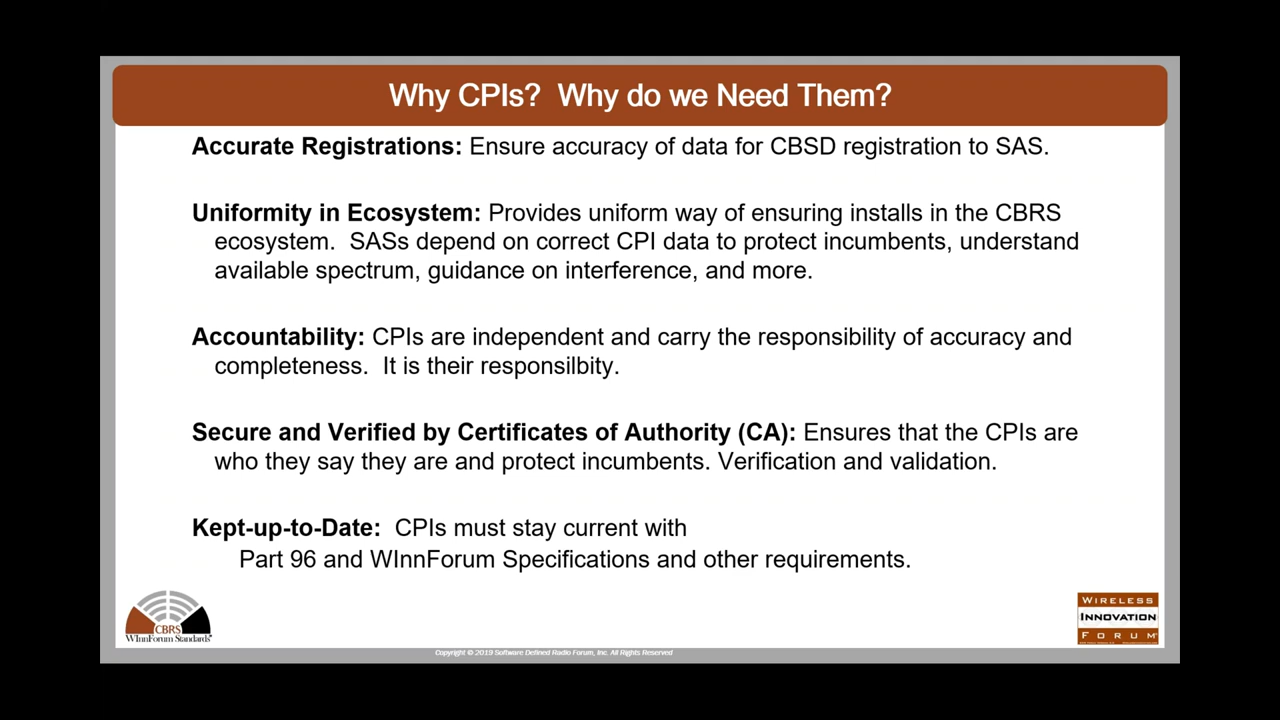 Why CPIs?  Why do we Need Them?
Accurate Registrations: Ensure accuracy of data for CBSD registration to SAS.
Uniformity in Ecosystem: Provides uniform way of ensuring installs in the CBRS
ecosystem.  SASs depend on correct CPI data to protect incumbents, understand
available spectrum, guidance on interference, and more.
Accountability: CPIs are independent and carry the responsibility of accuracy and
completeness.  It is their responsilbity.
Secure and Verified by Certificates of Authority (CA): Ensures that the CPIs are
who they say they are and protect incumbents. Verification and validation.
Kept-up-to-Date:  CPIs must stay current with
Part 96 and WInnForum Specifications and other requirements.
CBRS
WInnForum Standards
WIRELESS
INNOVATION
FORUM
Copyright © 2019 Software Defined Radio Forum, Inc. All Rights Reserved